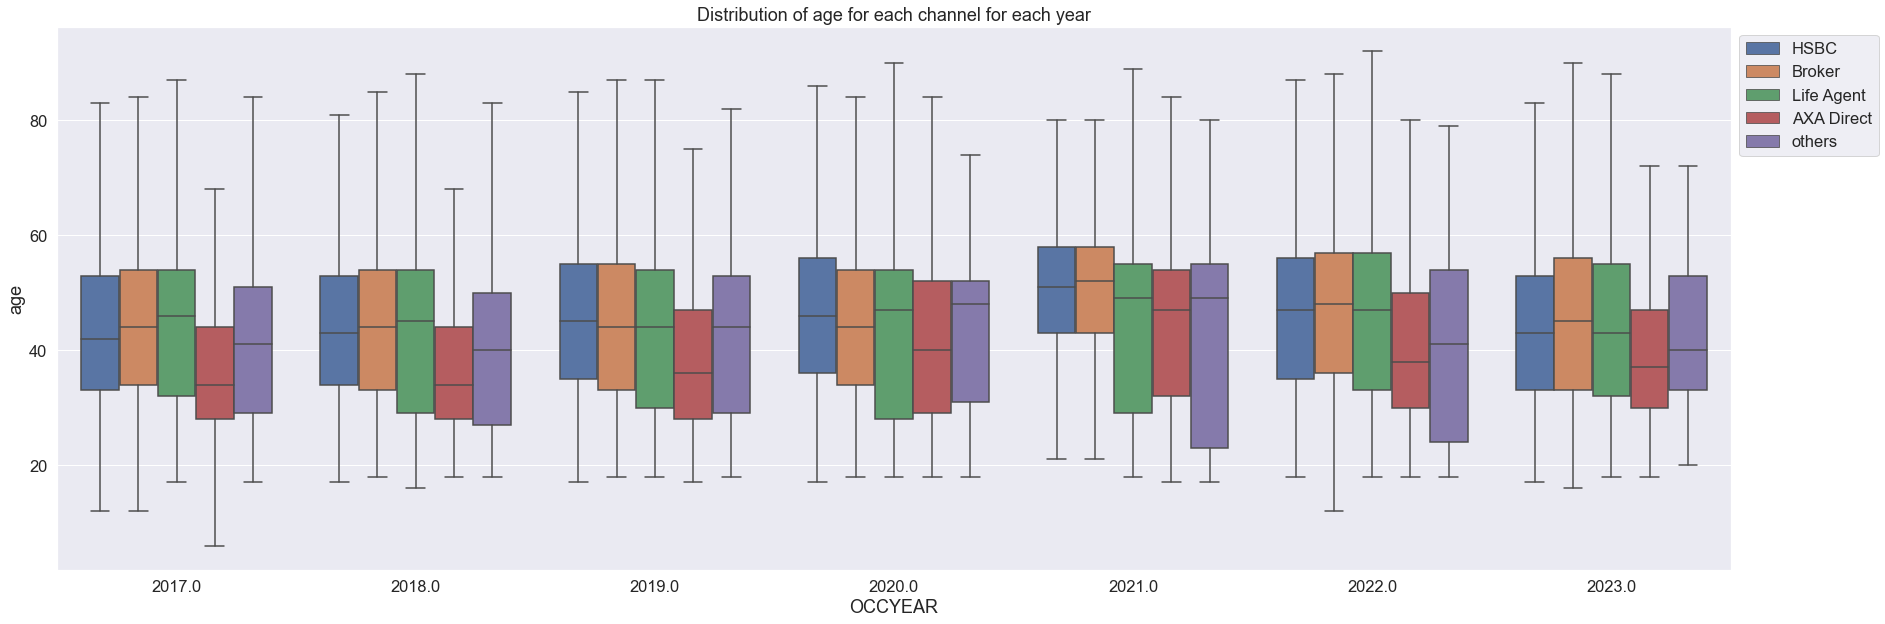 Distribution of age for each channel for each year
HSBC
Broker
Life Agent
AXA Direct
others
age
80
60
40
20
2017.0 2018.0 2019.0 2020.0 2021.0 2022.0 2023.0
OCCYEAR